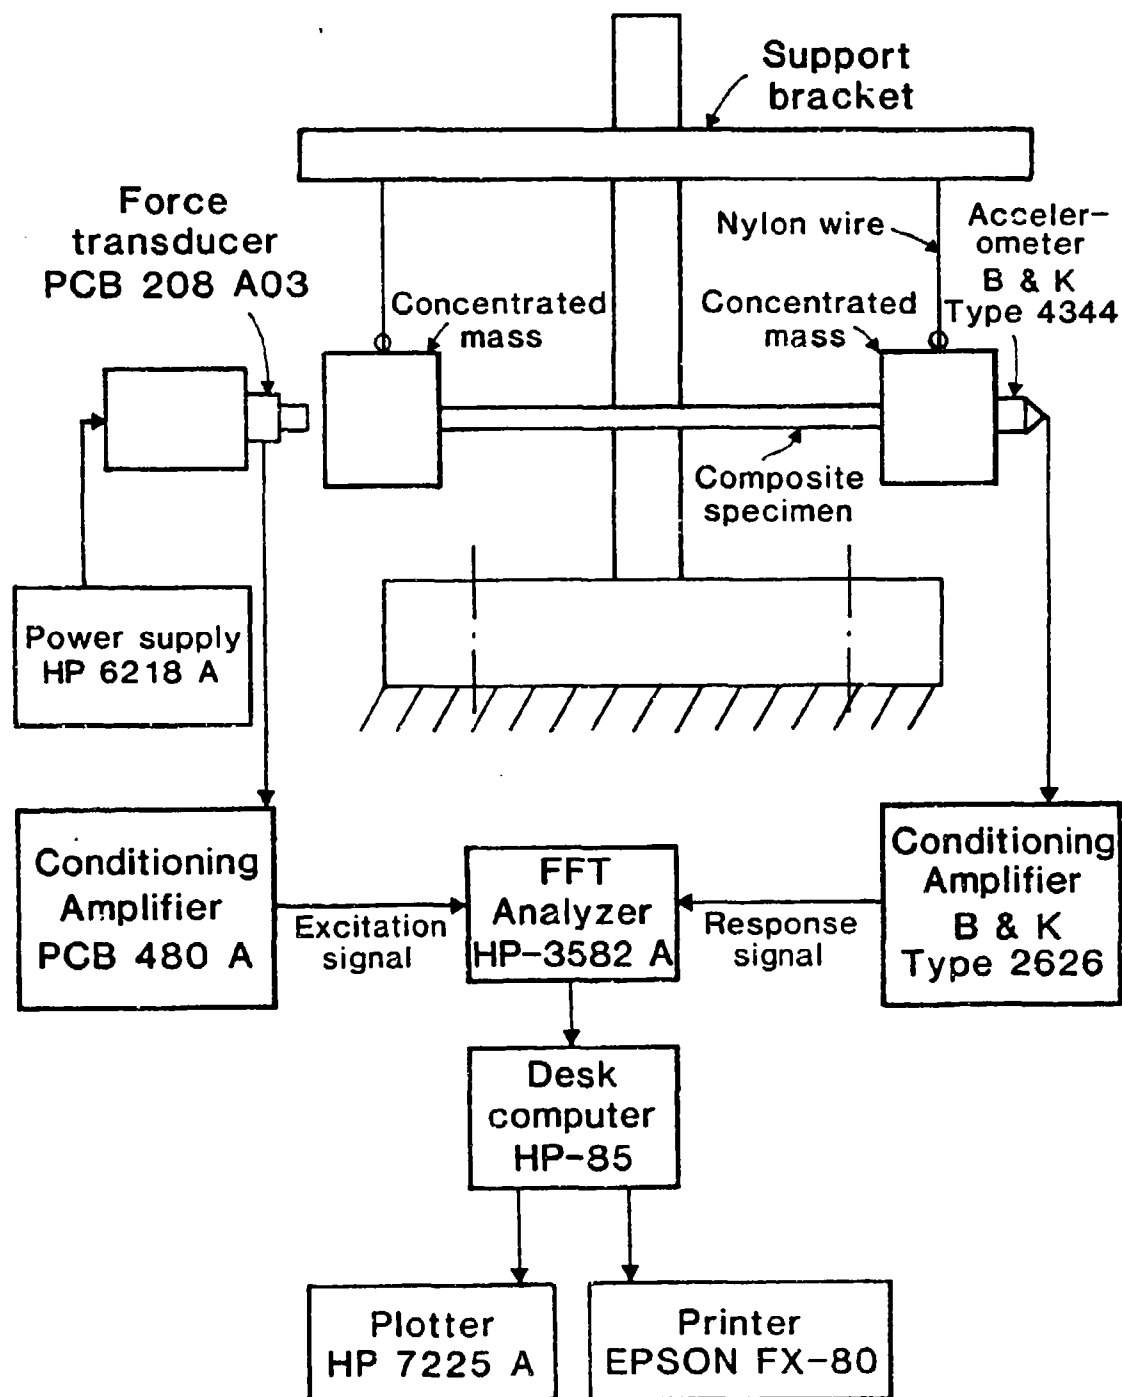 Support
bracket
Force
transducer
PCB 208 A03
Nylon wire
Acceler-
ometer
B & K
Type 4344
Concentrated
mass
Concentrated
mass
Composite
specimen
Power supply
HP 6218 A
Conditioning
Amplifier
PCB 480 A
Excitation
signal
FFT
Analyzer
HP-3582 A
Response
signal
Conditioning
Amplifier
B & K
Type 2626
Desk
computer
HP-85
Plotter
HP 7225 A
Printer
EPSON FX-80